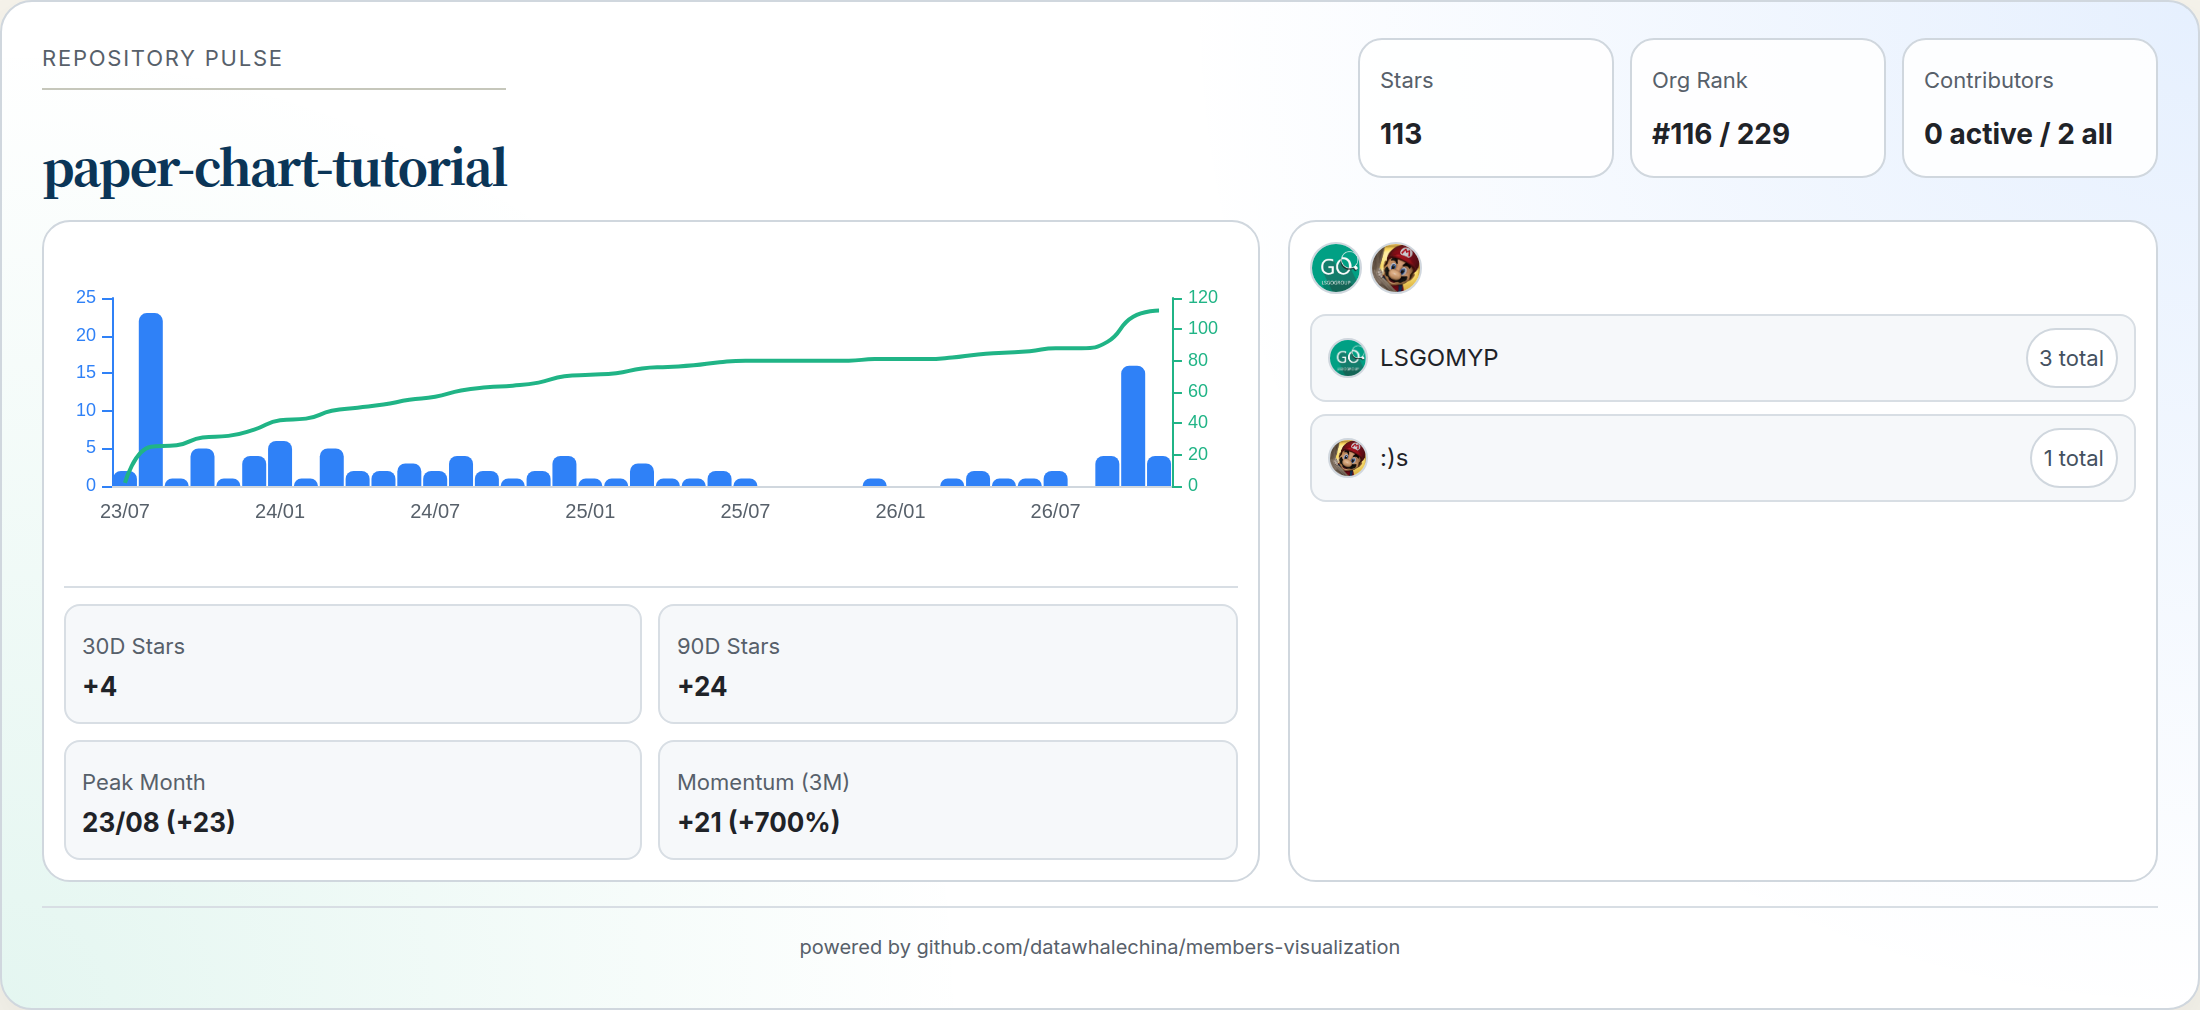 REPOSITORY PULSE
paper-chart-tutorial
Stars
113
Org Rank
#116 / 229
Contributors
0 active / 2 all
25
20
15
10
5
0
120
100
80
60
40
20
0
23/07
24/01
24/07
25/01
25/07
26/01
26/07
30D Stars
+4
90D Stars
+24
Peak Month
23/08 (+23)
Momentum (3M)
+21 (+700%)
GO
LSGOGROUP
M
GO
LSGOMYP
3 total
:)s
1 total
powered by github.com/datawhalechina/members-visualization